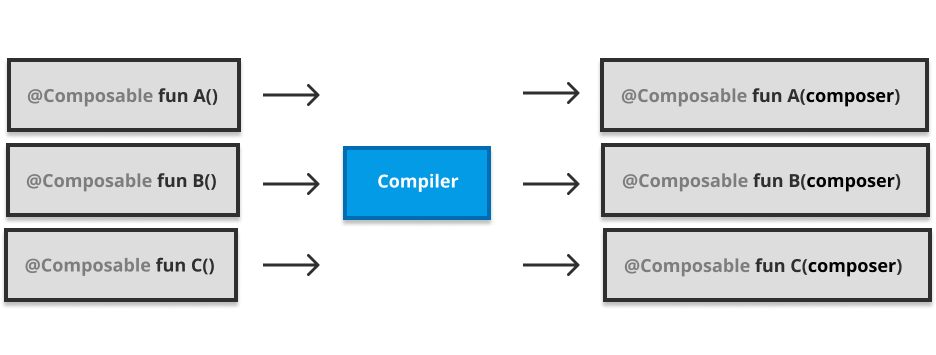 @Composable fun A()
@Composable fun A(composer)
@Composable fun B()
Compiler
@Composable fun B(composer)
@Composable fun C()
@Composable fun C(composer)